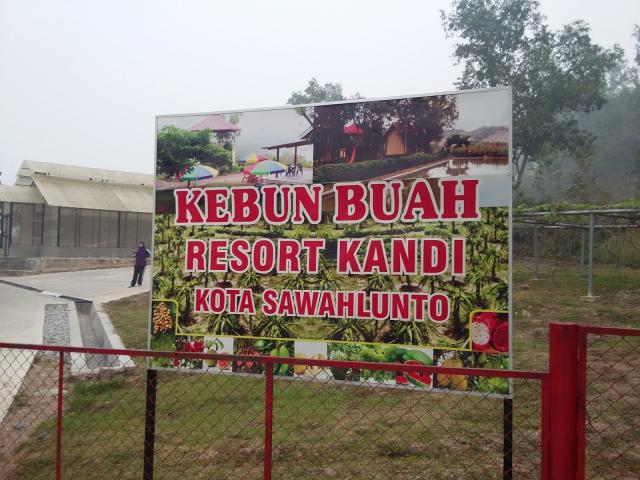 KEBUN BUAH
RESORT KANDI
KOTA SAWAHLUNTO